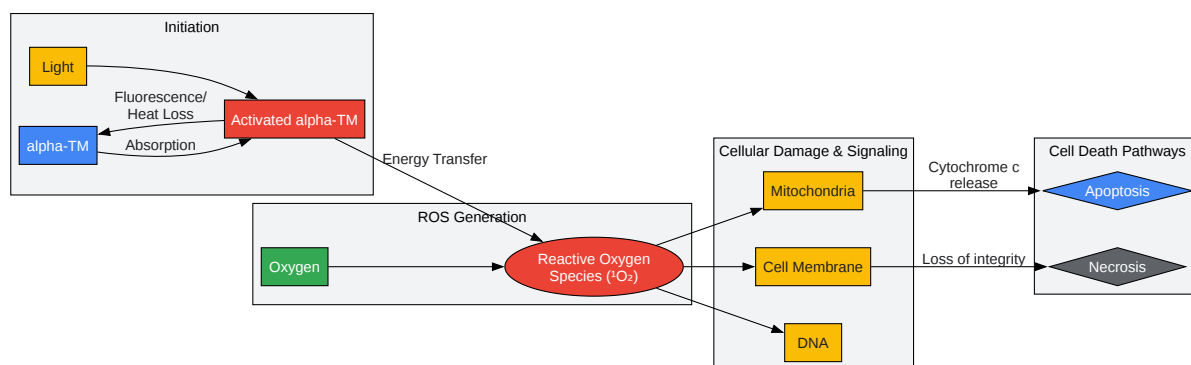 Initiation
Light
Fluorescence/
Heat Loss
Activated alpha-TM
alpha-TM
Absorption
Energy Transfer
ROS Generation
Oxygen
Reactive Oxygen
Species (¹O₂)
Cellular Damage & Signaling
Mitochondria
Cell Membrane
DNA
Cytochrome c
release
Loss of integrity
Cell Death Pathways
Apoptosis
Necrosis